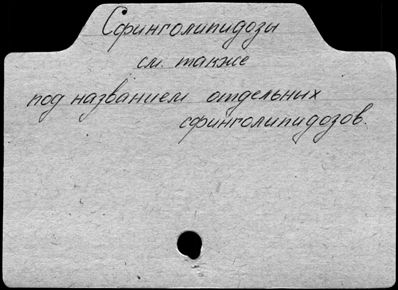 Сфинголипидозы
см. также
под названием отдельных
сфинголипидозов.